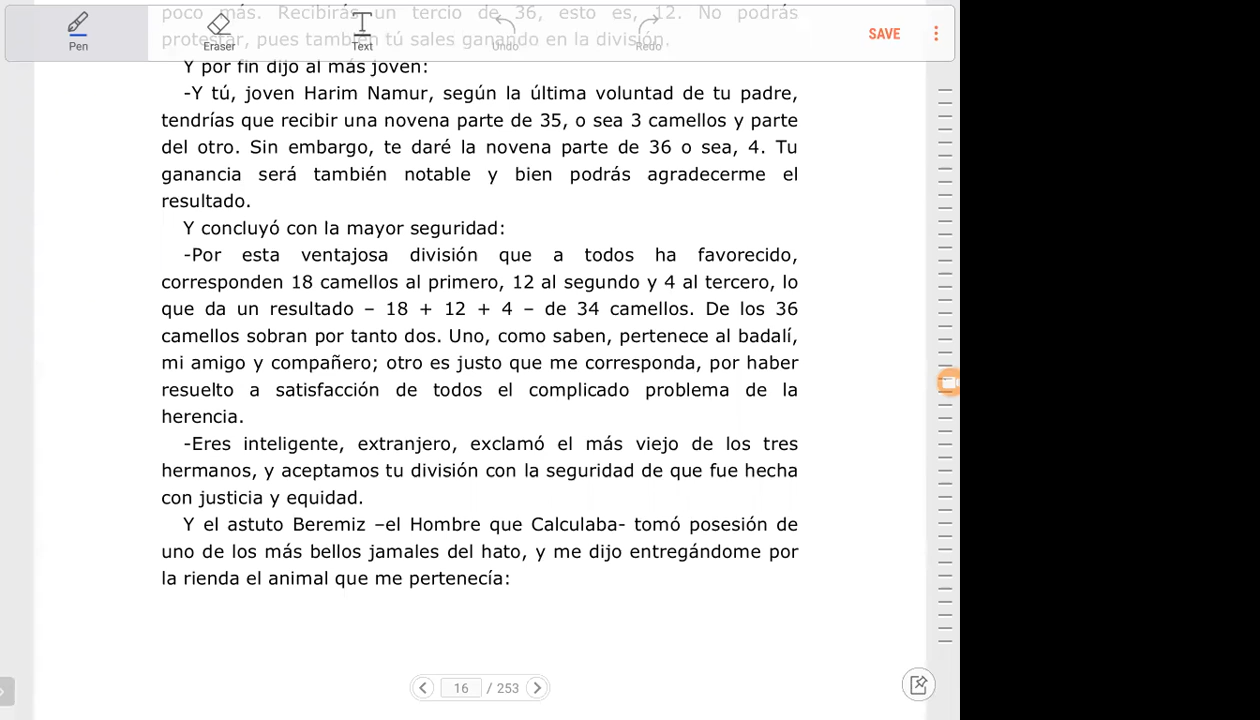 poco más. Recibirás un tercio de 36, esto es, 12. No podrás
protestar, pues también tú sales ganando en la división.
Pen
Eraser
Text
Undo
Redo
SAVE
Y por fin dijo al más joven:
-Y tú, joven Harim Namur, según la última voluntad de tu padre,
tendrías que recibir una novena parte de 35, o sea 3 camellos y parte
del otro. Sin embargo, te daré la novena parte de 36 o sea, 4. Tu
ganancia será también notable y bien podrás agradecerme el
resultado.
Y concluyó con la mayor seguridad:
-Por esta ventajosa división que a todos ha favorecido,
corresponden 18 camellos al primero, 12 al segundo y 4 al tercero, lo
que da un resultado – 18 + 12 + 4 – de 34 camellos. De los 36
camellos sobran por tanto dos. Uno, como saben, pertenece al badalí,
mi amigo y compañero; otro es justo que me corresponda, por haber
resuelto a satisfacción de todos el complicado problema de la
herencia.
-Eres inteligente, extranjero, exclamó el más viejo de los tres
hermanos, y aceptamos tu división con la seguridad de que fue hecha
con justicia y equidad.
Y el astuto Beremiz –el Hombre que Calculaba- tomó posesión de
uno de los más bellos jamales del hato, y me dijo entregándome por
la rienda el animal que me pertenecía:
16 / 253